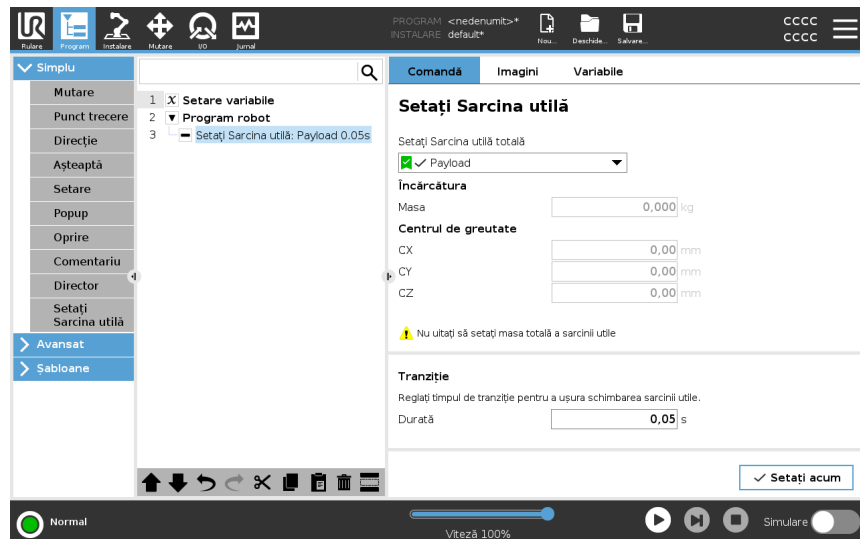 UR
PROGRAM <nedenumit>*
INSTALARE default*
cccc
cccc
Rulare Program Instalare Mutare I/O Jurnal Nou... Deschide... Salvare...
Simplu
Mutare
Punct trecere
Direcție
Așteaptă
Setare
Popup
Oprire
Comentariu
Director
Setați
Sarcina utilă
Avansat
Șabloane
1 X Setare variabile
2 Program robot
3 Setați Sarcina utilă: Payload 0.05s
Comandă Imagini Variabile
Setați Sarcina utilă
Setați Sarcina utilă totală
Payload
Încărcătura
Masa 0,000 kg
Centrul de greutate
CX 0,00 mm
CY 0,00 mm
CZ 0,00 mm
Nu uitați să setați masa totală a sarcinii utile
Tranziție
Reglați timpul de tranziție pentru a ușura schimbarea sarcinii utile.
Durată 0,05 s
Setați acum
Normal
Viteză 100%
Simulare